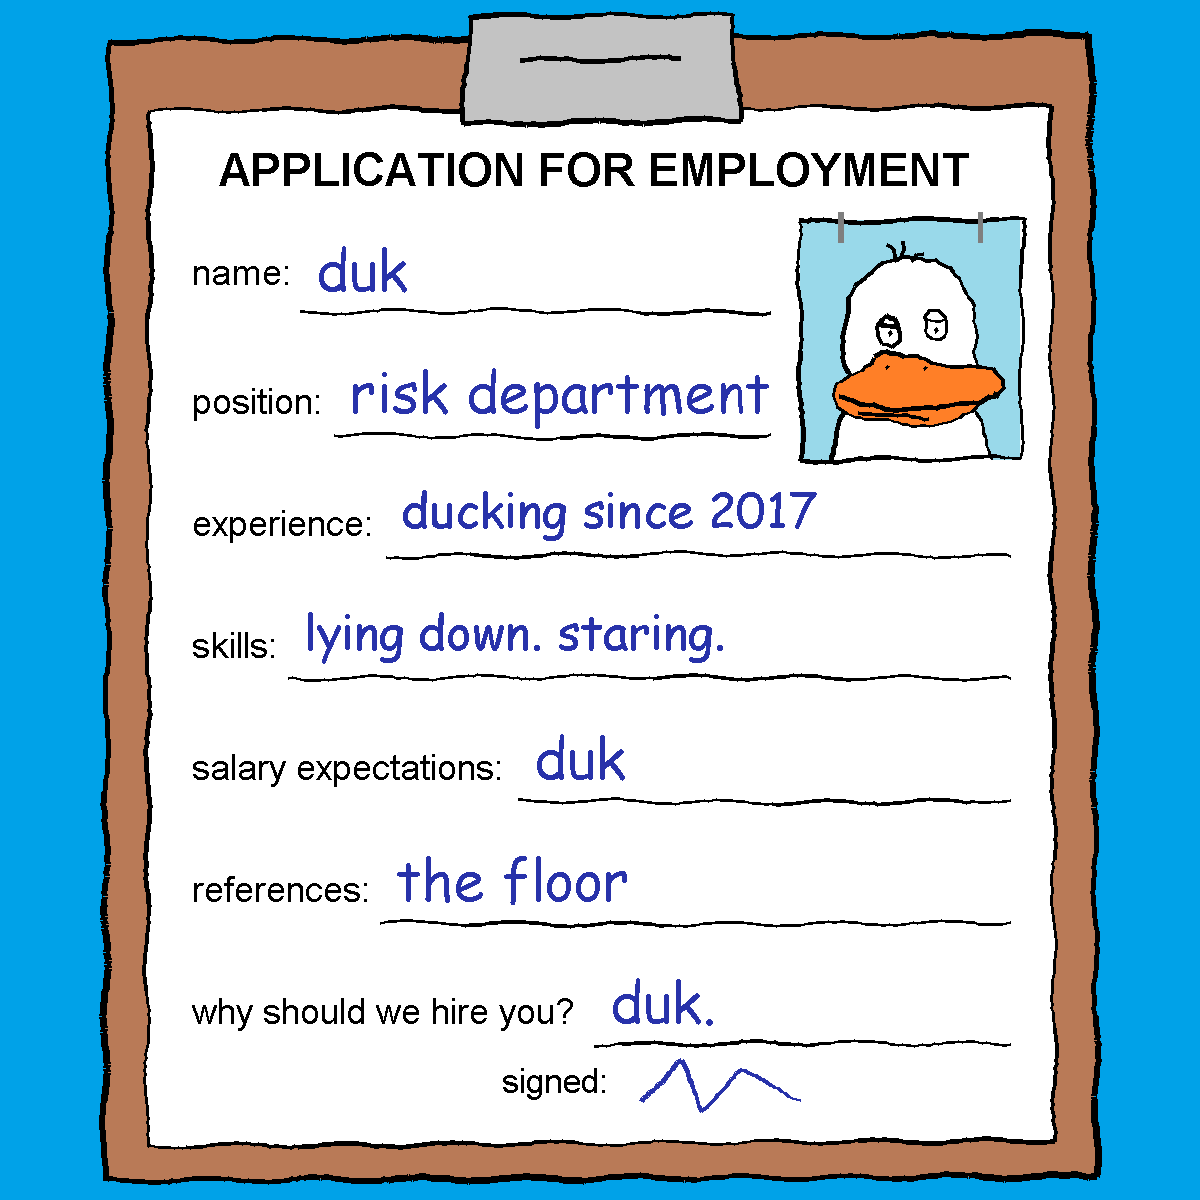 APPLICATION FOR EMPLOYMENT
name: duk
position: risk department
experience: ducking since 2017
skills: lying down. staring.
salary expectations: duk
references: the floor
why should we hire you? duk.
signed: